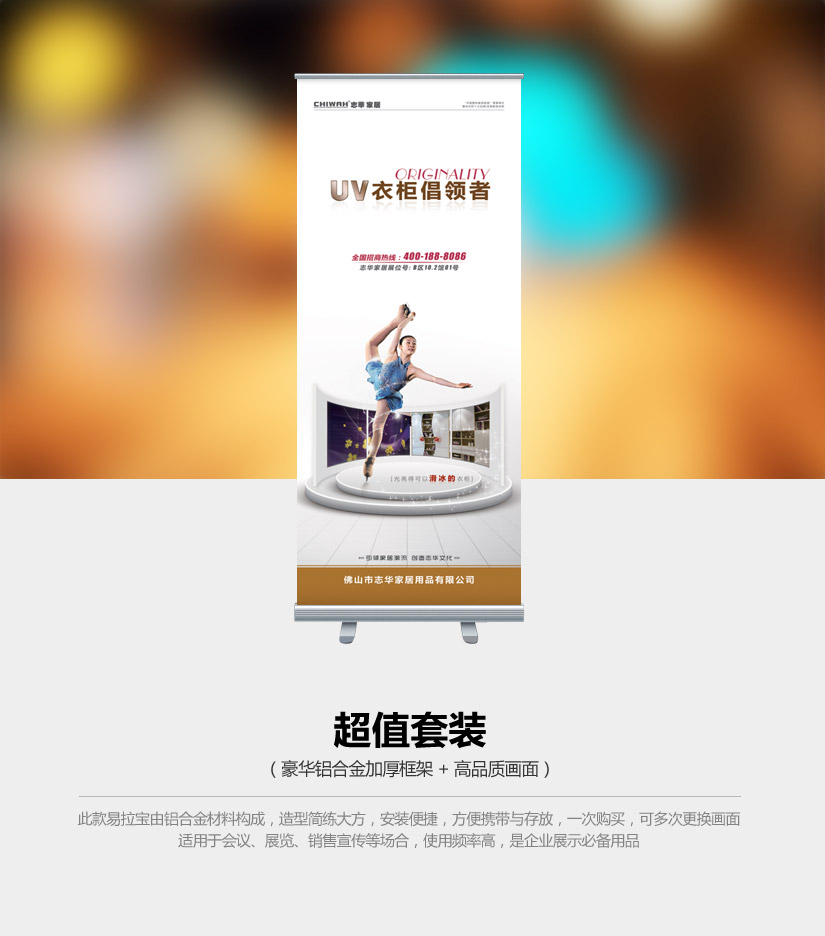 CHIWAH 志华 家居
ORIGINALITY
UV衣柜倡领者
全国招商热线：400-188-8086
志华家居展位号：B区10.2馆01号
(光亮得可以滑冰的衣柜)
引领家居潮流 创造志华文化
佛山市志华家居用品有限公司
超值套装
（豪华铝合金加厚框架 + 高品质画面）
此款易拉宝由铝合金材料构成，造型简练大方，安装便捷，方便携带与存放，一次购买，可多次更换画面
适用于会议、展览、销售宣传等场合，使用频率高，是企业展示必备用品